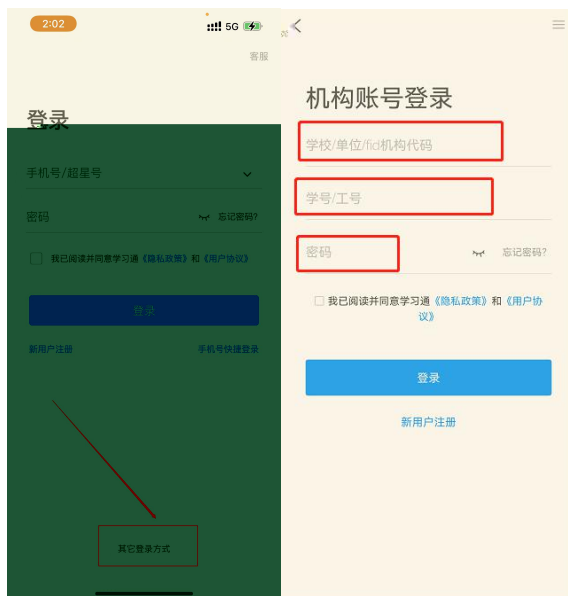 2:02
5G
客服
登录
手机号/超星号
密码
忘记密码?
我已阅读并同意学习通《隐私政策》和《用户协议》
登录
新用户注册
手机号快捷登录
其它登录方式
机构账号登录
学校/单位/fid机构代码
学号/工号
密码
忘记密码?
我已阅读并同意学习通《隐私政策》和《用户协
议》
登录
新用户注册